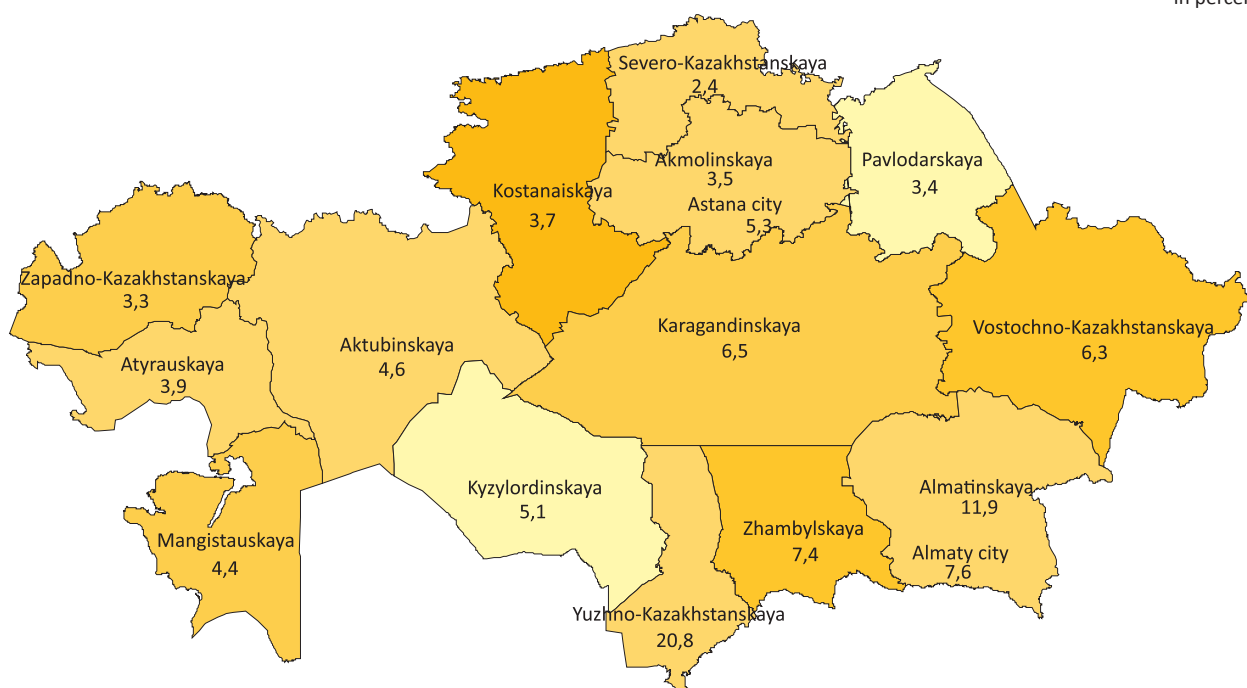 Severo-Kazakhstanskaya
2,4
Akmolinskaya
3,5
Astana city
5,3
Pavlodarskaya
3,4
Kostanaiskaya
3,7
Zapadno-Kazakhstanskaya
3,3
Atyrauskaya
3,9
Aktubinskaya
4,6
Karagandinskaya
6,5
Vostochno-Kazakhstanskaya
6,3
Mangistauskaya
4,4
Kyzylordinskaya
5,1
Zhambylskaya
7,4
Almatinskaya
11,9
Almaty city
7,6
Yuzhno-Kazakhstanskaya
20,8